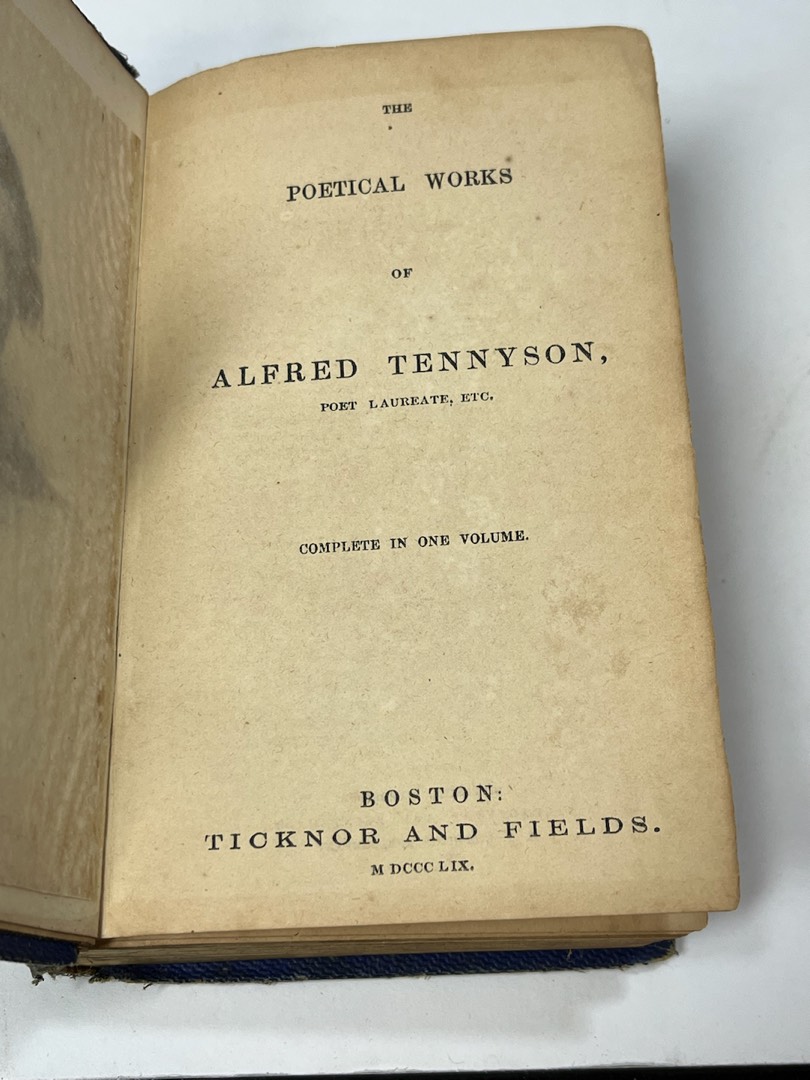 THE
POETICAL WORKS
OF
ALFRED TENNYSON,
POET LAUREATE, ETC.
COMPLETE IN ONE VOLUME.
BOSTON:
TICKNOR AND FIELDS.
M DCCC LIX.